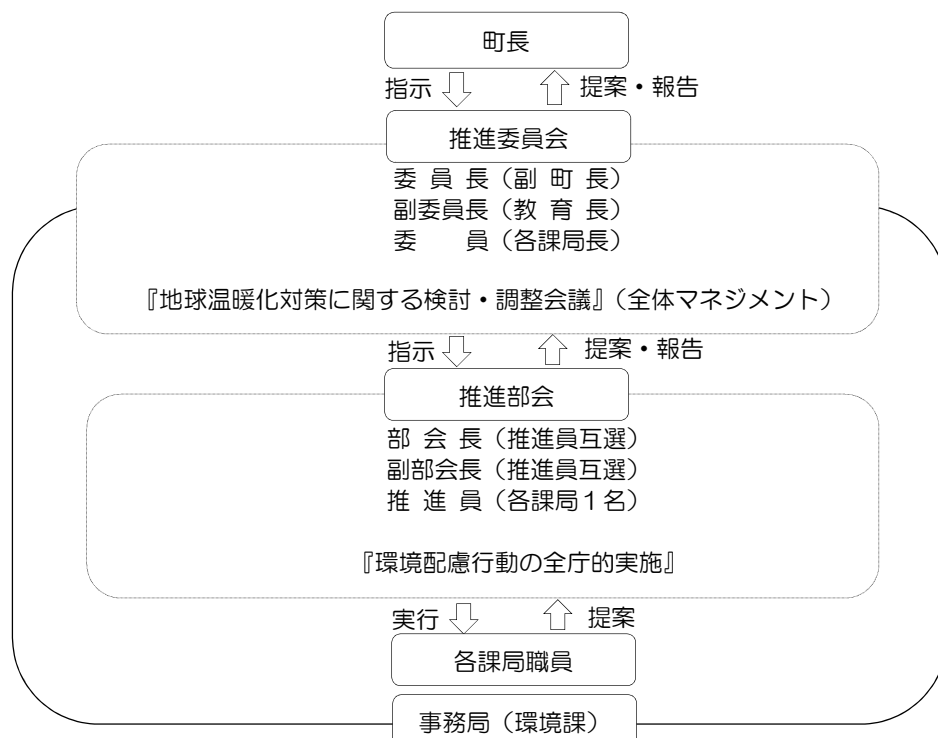 町長
指示 提案・報告
推進委員会
委員長（副町長）
副委員長（教育長）
委　　員（各課局長）
『地球温暖化対策に関する検討・調整会議』（全体マネジメント）
指示 提案・報告
推進部会
部会長（推進員互選）
副部会長（推進員互選）
推進員（各課局１名）
『環境配慮行動の全庁的実施』
実行 提案
各課局職員
事務局（環境課）